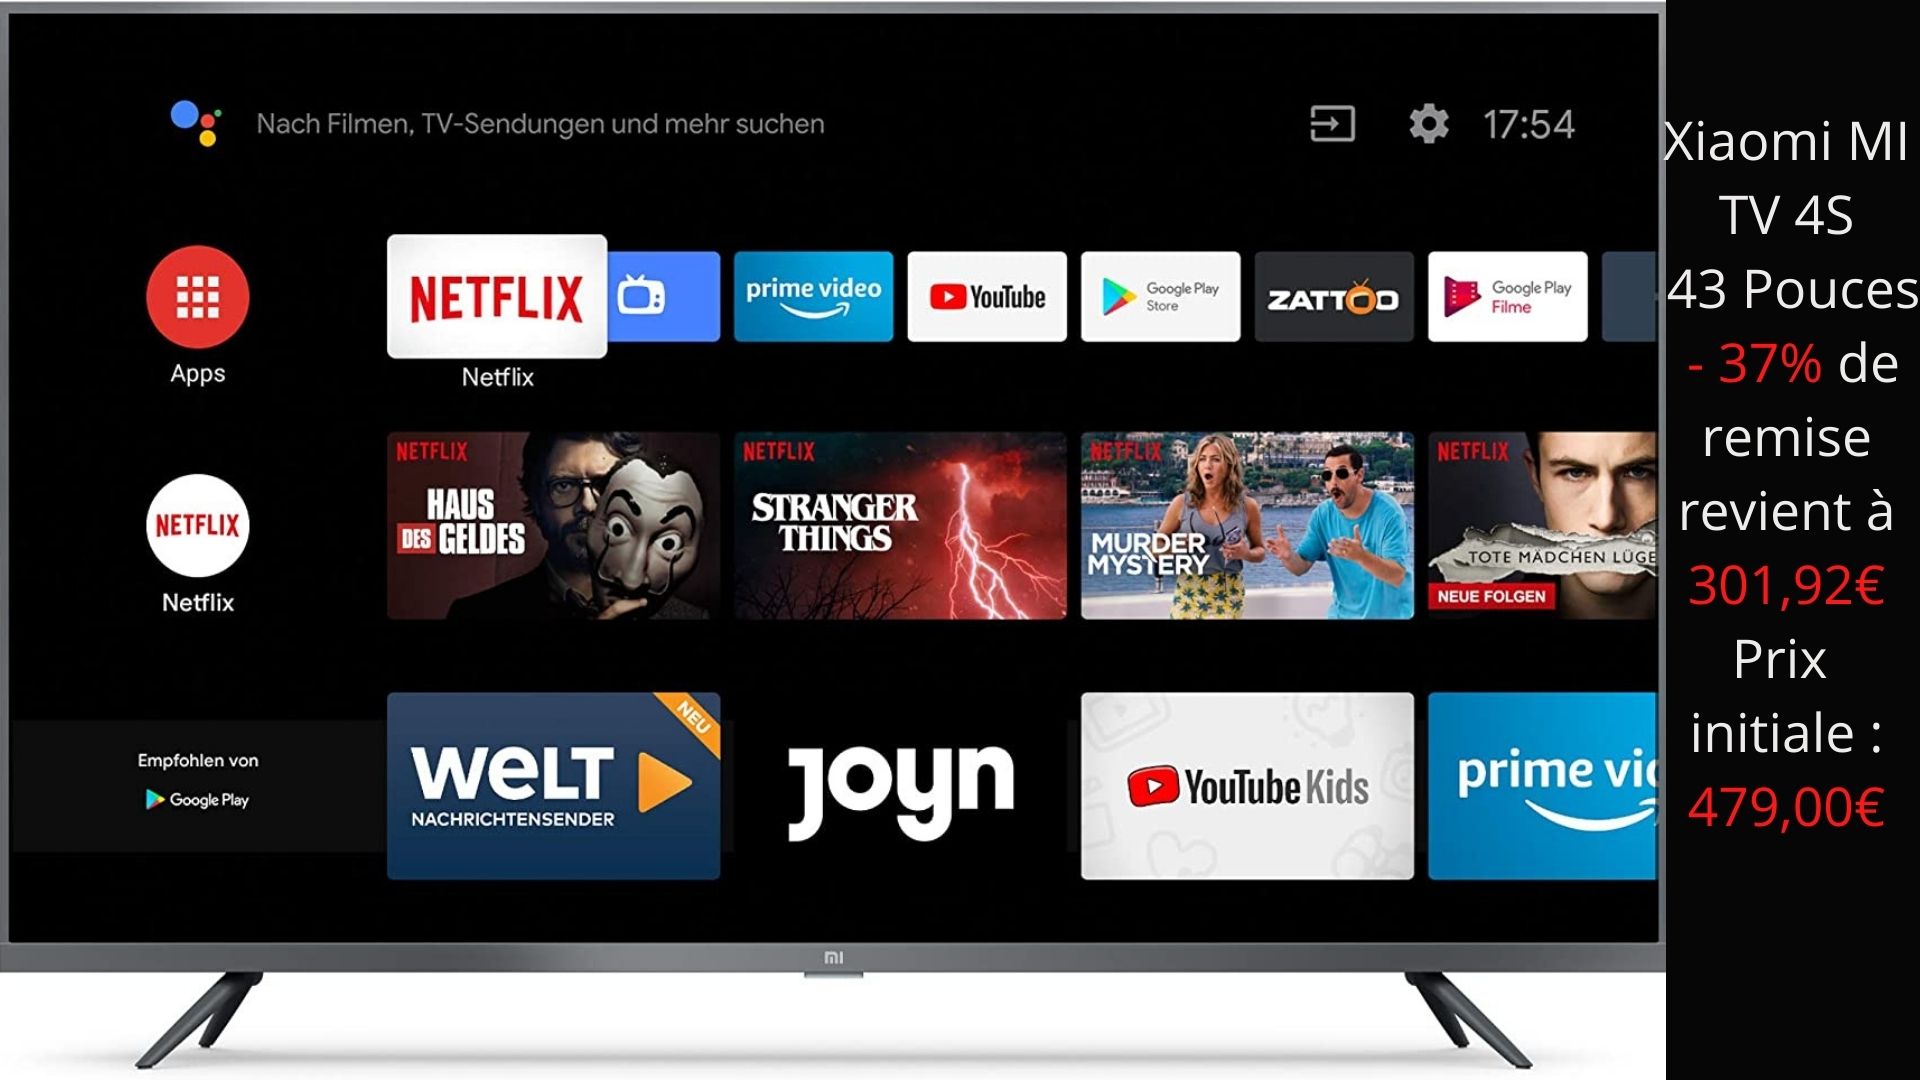 Nach Filmen, TV-Sendungen und mehr suchen
17:54
NETFLIX
prime video
YouTube
Google Play
Store
ZATTOO
Google Play
Filme
Apps
Netflix
NETFLIX
HAUS
DES GELDES
NETFLIX
STRANGER
THINGS
NETFLIX
MURDER
MYSTERY
NETFLIX
TOTE MÄDCHEN LÜGE
NEUE FOLGEN
NETFLIX
Netflix
Empfohlen von
Google Play
NEU
WELT
NACHRICHTENSENDER
Joyn
YouTube Kids
prime vic
mi
Xiaomi MI
TV 4S
43 Pouces
- 37% de
remise
revient à
301,92€
Prix
initiale :
479,00€